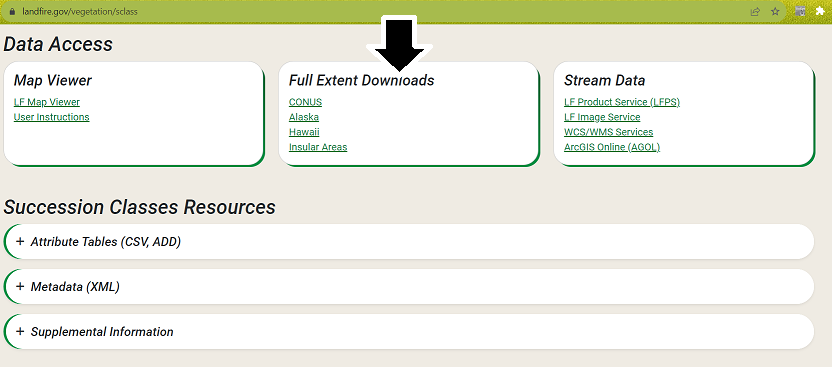 landfire.gov/vegetation/sclass
Data Access
Map Viewer
LF Map Viewer
User Instructions
Full Extent Downloads
CONUS
Alaska
Hawaii
Insular Areas
Stream Data
LF Product Service (LFPS)
LF Image Service
WCS/WMS Services
ArcGIS Online (AGOL)
Succession Classes Resources
+ Attribute Tables (CSV, ADD)
+ Metadata (XML)
+ Supplemental Information